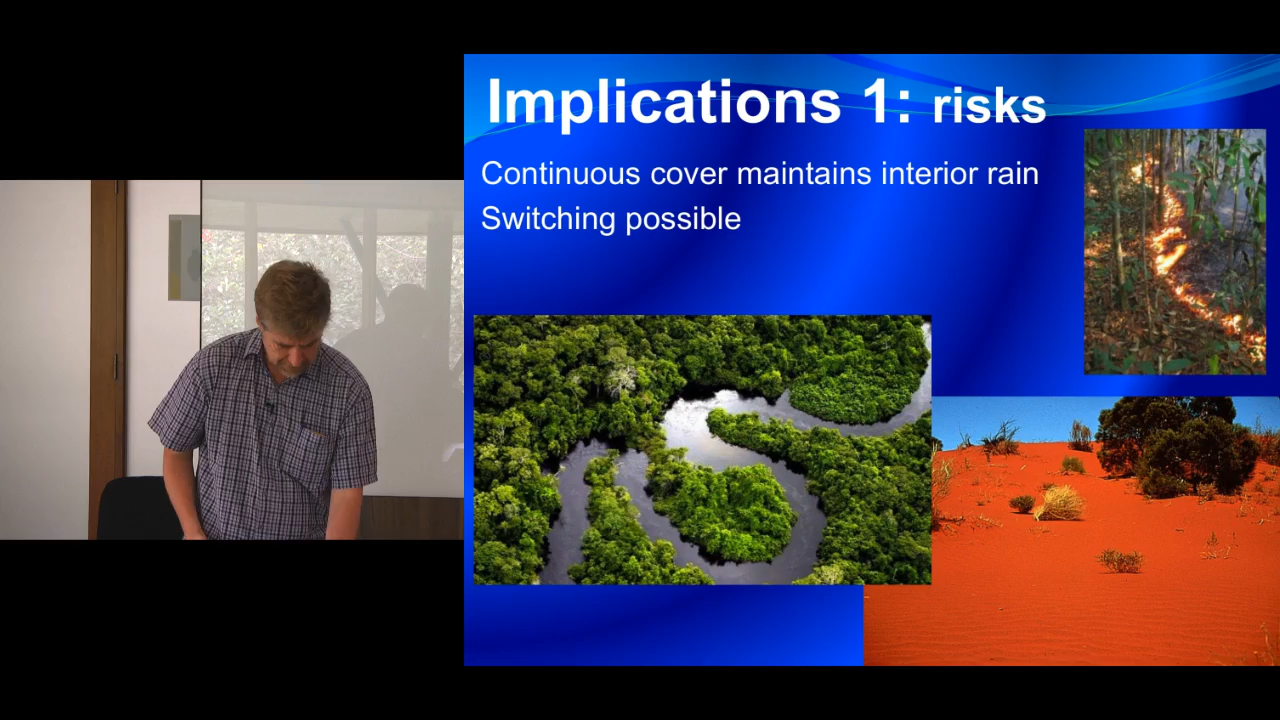 Implications 1: risks
Continuous cover maintains interior rain
Switching possible